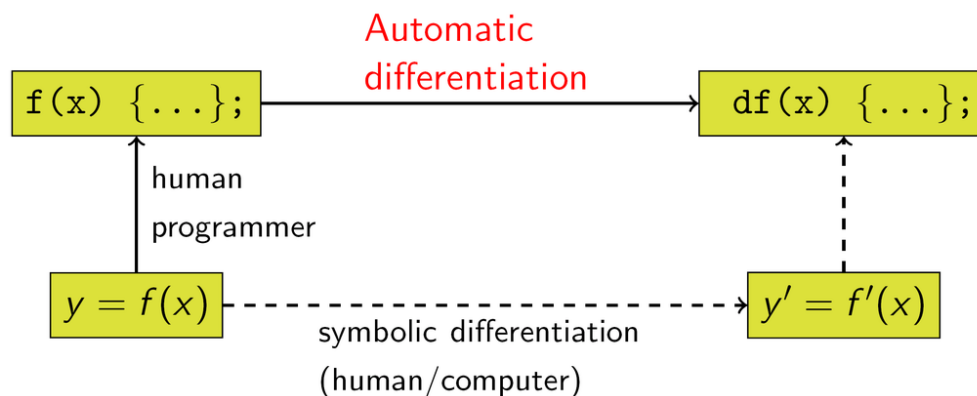 Automatic
differentiation
f(x) {...};
df(x) {...};
human
programmer
y = f(x)
y′ = f′(x)
symbolic differentiation
(human/computer)